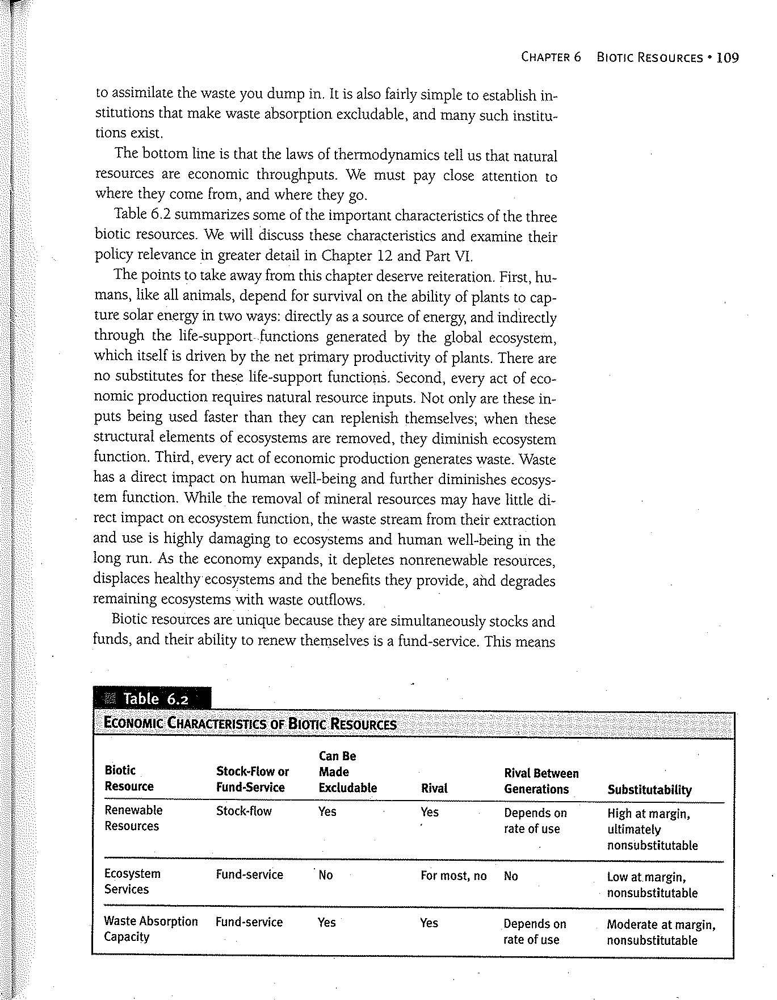 CHAPTER 6 BIOTIC RESOURCES • 109
to assimilate the waste you dump in. It is also fairly simple to establish in-
stitutions that make waste absorption excludable, and many such institu-
tions exist.
The bottom line is that the laws of thermodynamics tell us that natural
resources are economic throughputs. We must pay close attention to
where they come from, and where they go.
Table 6.2 summarizes some of the important characteristics of the three
biotic resources. We will discuss these characteristics and examine their
policy relevance in greater detail in Chapter 12 and Part VI.
The points to take away from this chapter deserve reiteration. First, hu-
mans, like all animals, depend for survival on the ability of plants to cap-
ture solar energy in two ways: directly as a source of energy, and indirectly
through the life-support functions generated by the global ecosystem,
which itself is driven by the net primary productivity of plants. There are
no substitutes for these life-support functions. Second, every act of eco-
nomic production requires natural resource inputs. Not only are these in-
puts being used faster than they can replenish themselves; when these
structural elements of ecosystems are removed, they diminish ecosystem
function. Third, every act of economic production generates waste. Waste
has a direct impact on human well-being and further diminishes ecosys-
tem function. While the removal of mineral resources may have little di-
rect impact on ecosystem function, the waste stream from their extraction
and use is highly damaging to ecosystems and human well-being in the
long run. As the economy expands, it depletes nonrenewable resources,
displaces healthy ecosystems and the benefits they provide, and degrades
remaining ecosystems with waste outflows.
Biotic resources are unique because they are simultaneously stocks and
funds, and their ability to renew themselves is a fund-service. This means
Table 6.2
ECONOMIC CHARACTERISTICS OF BIOTIC RESOURCES
Can Be
Biotic Stock-Flow or Made Rival Between
Resource Fund-Service Excludable Rival Generations Substitutability
Renewable Stock-flow Yes Yes Depends on High at margin,
Resources rate of use ultimately
nonsubstitutable
Ecosystem Fund-service No For most, no No Low at margin,
Services nonsubstitutable
Waste Absorption Fund-service Yes Yes Depends on Moderate at margin,
Capacity rate of use nonsubstitutable